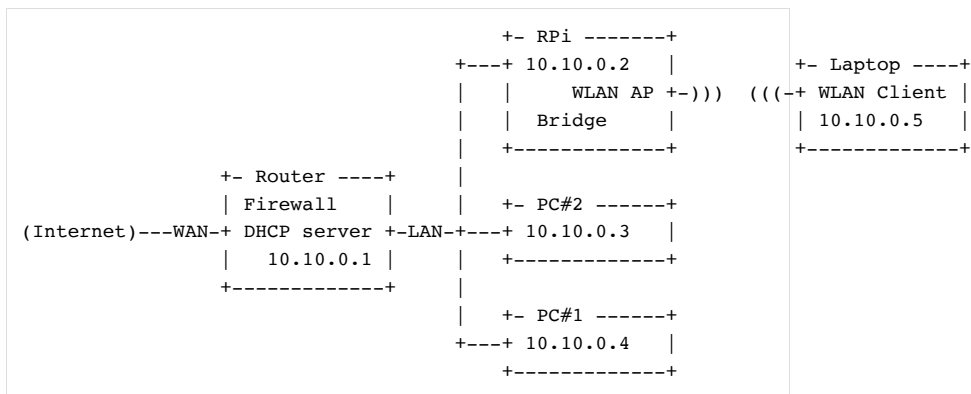 +- RPi -------+
+---+ 10.10.0.2   |          +- Laptop ----+
|   |     WLAN AP +-)))  (((-+ WLAN Client |
|   |  Bridge     |          | 10.10.0.5   |
|   +-------------+          +-------------+
+- Router ----+     |
| Firewall    |     |   +- PC#2 ------+
(Internet)---WAN-+ DHCP server +-LAN-+---+ 10.10.0.3   |
|   10.10.0.1 |     |   +-------------+
+-------------+     |
|   +- PC#1 ------+
+---+ 10.10.0.4   |
+-------------+